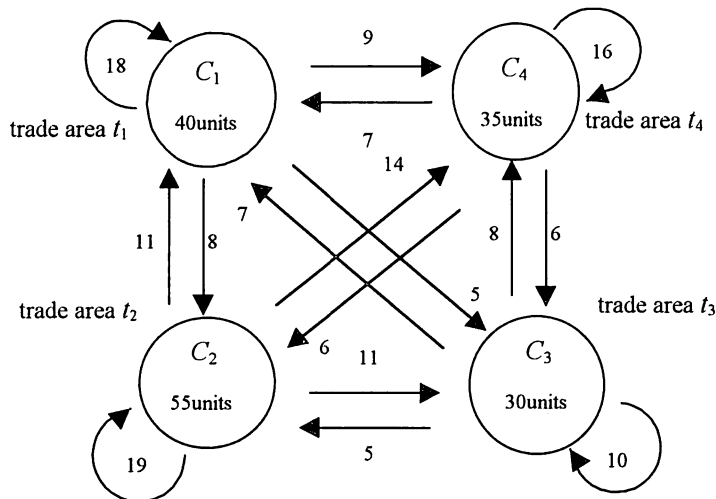 9
18
C₁
C₄
16
40units
35units
trade area t₁
trade area t₄
7
14
7
11
8
8
6
5
trade area t₂
trade area t₃
6
11
C₂
C₃
55units
30units
5
19
10